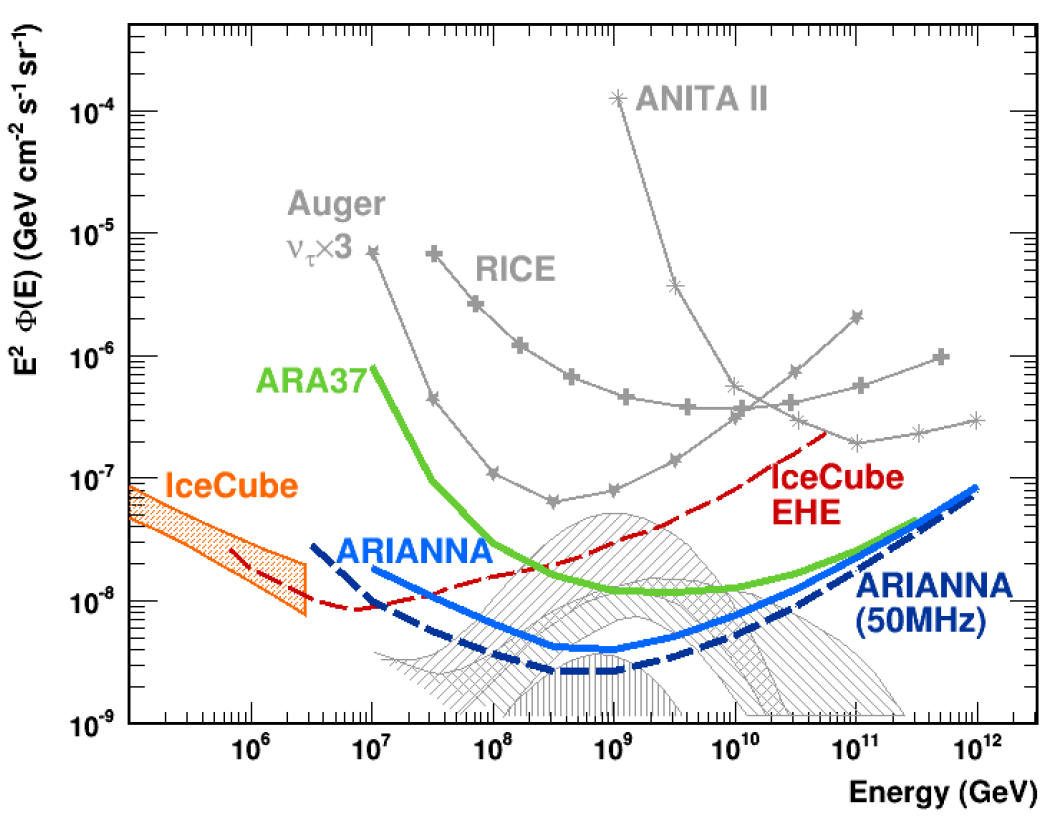 E² Φ(E) (GeV cm⁻² s⁻¹ sr⁻¹)
10⁻⁴
10⁻⁵
10⁻⁶
10⁻⁷
10⁻⁸
10⁻⁹
ANITA II
Auger
ντ×3
RICE
ARA37
IceCube
IceCube
EHE
ARIANNA
ARIANNA
(50MHz)
10⁶ 10⁷ 10⁸ 10⁹ 10¹⁰ 10¹¹ 10¹²
Energy (GeV)